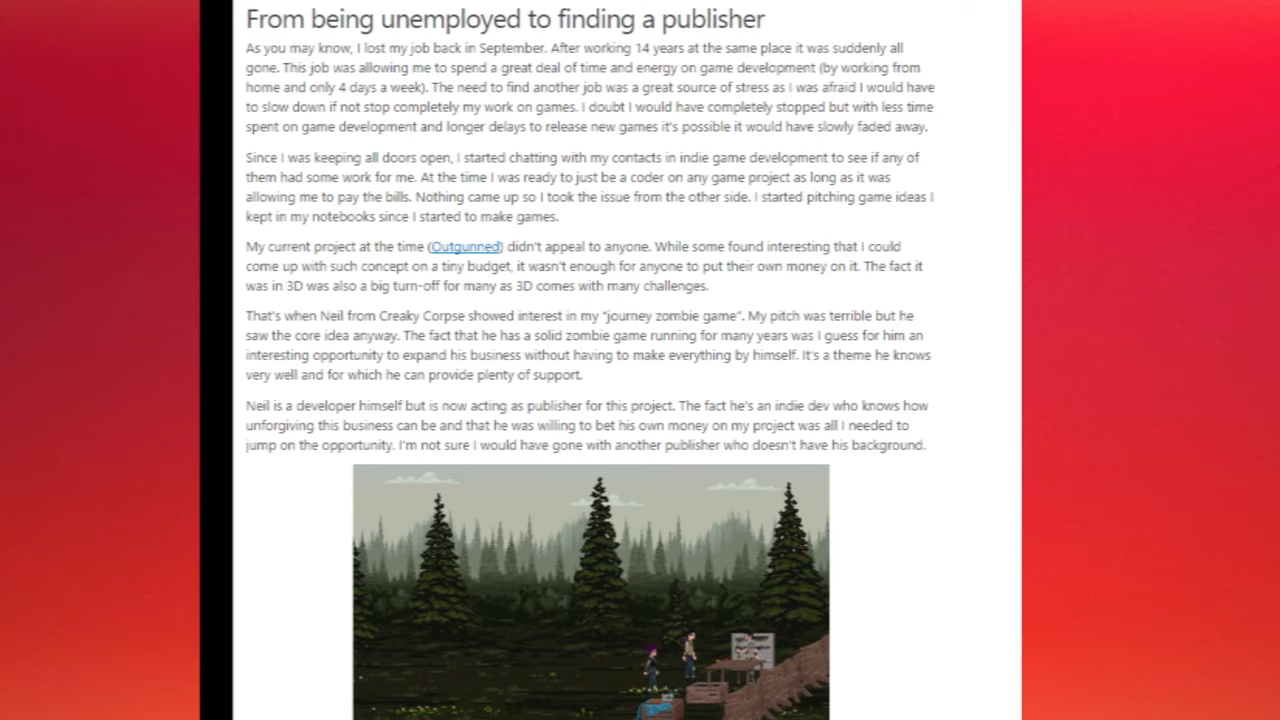 From being unemployed to finding a publisher
As you may know, I lost my job back in September. After working 14 years at the same place it was suddenly all
gone. This job was allowing me to spend a great deal of time and energy on game development (by working from
home and only 4 days a week). The need to find another job was a great source of stress as I was afraid I would have
to slow down if not stop completely my work on games. I doubt I would have completely stopped but with less time
spent on game development and longer delays to release new games it's possible it would have slowly faded away.
Since I was keeping all doors open, I started chatting with my contacts in indie game development to see if any of
them had some work for me. At the time I was ready to just be a coder on any game project as long as it was
allowing me to pay the bills. Nothing came up so I took the issue from the other side. I started pitching game ideas I
kept in my notebooks since I started to make games.
My current project at the time (Outgunned) didn't appeal to anyone. While some found interesting that I could
come up with such concept on a tiny budget, it wasn't enough for anyone to put their own money on it. The fact it
was in 3D was also a big turn-off for many as 3D comes with many challenges.
That's when Neil from Creaky Corpse showed interest in my "journey zombie game". My pitch was terrible but he
saw the core idea anyway. The fact that he has a solid zombie game running for many years was I guess for him an
interesting opportunity to expand his business without having to make everything by himself. It's a theme he knows
very well and for which he can provide plenty of support.
Neil is a developer himself but is now acting as publisher for this project. The fact he's an indie dev who knows how
unforgiving this business can be and that he was willing to bet his own money on my project was all I needed to
jump on the opportunity. I'm not sure I would have gone with another publisher who doesn't have his background.